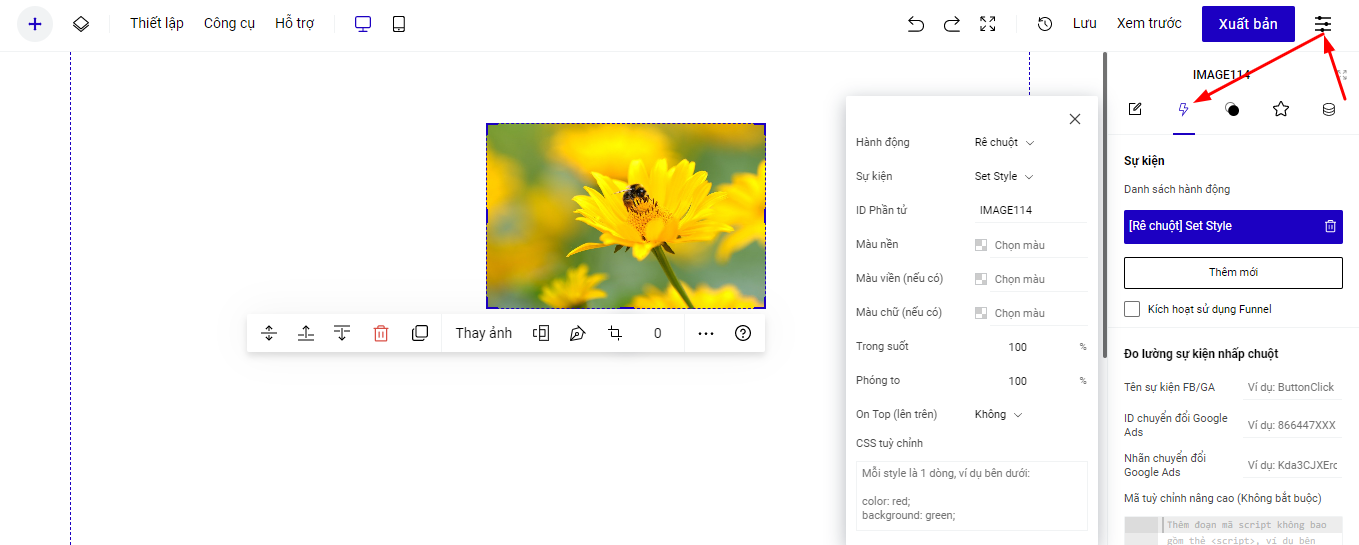 Thiết lập Công cụ Hỗ trợ Lưu Xem trước Xuất bản
IMAGE114
Hành động Rê chuột
Sự kiện Set Style
ID Phần tử IMAGE114
Màu nền Chọn màu
Màu viền (nếu có) Chọn màu
Màu chữ (nếu có) Chọn màu
Trong suốt 100 %
Phóng to 100 %
On Top (lên trên) Không
CSS tuỳ chỉnh
Mỗi style là 1 dòng, ví dụ bên dưới:
color: red;
background: green;
Thay ảnh 0
Sự kiện
Danh sách hành động
[Rê chuột] Set Style
Thêm mới
Kích hoạt sử dụng Funnel
Đo lường sự kiện nhấp chuột
Tên sự kiện FB/GA Ví dụ: ButtonClick
ID chuyển đổi Google
Ads
Ví dụ: 866447XXX
Nhãn chuyển đổi
Google Ads
Ví dụ: Kda3CJXErc
Mã tuỳ chỉnh nâng cao (Không bắt buộc)
Thêm đoạn mã script không bao
gồm thẻ <script>, ví dụ bên